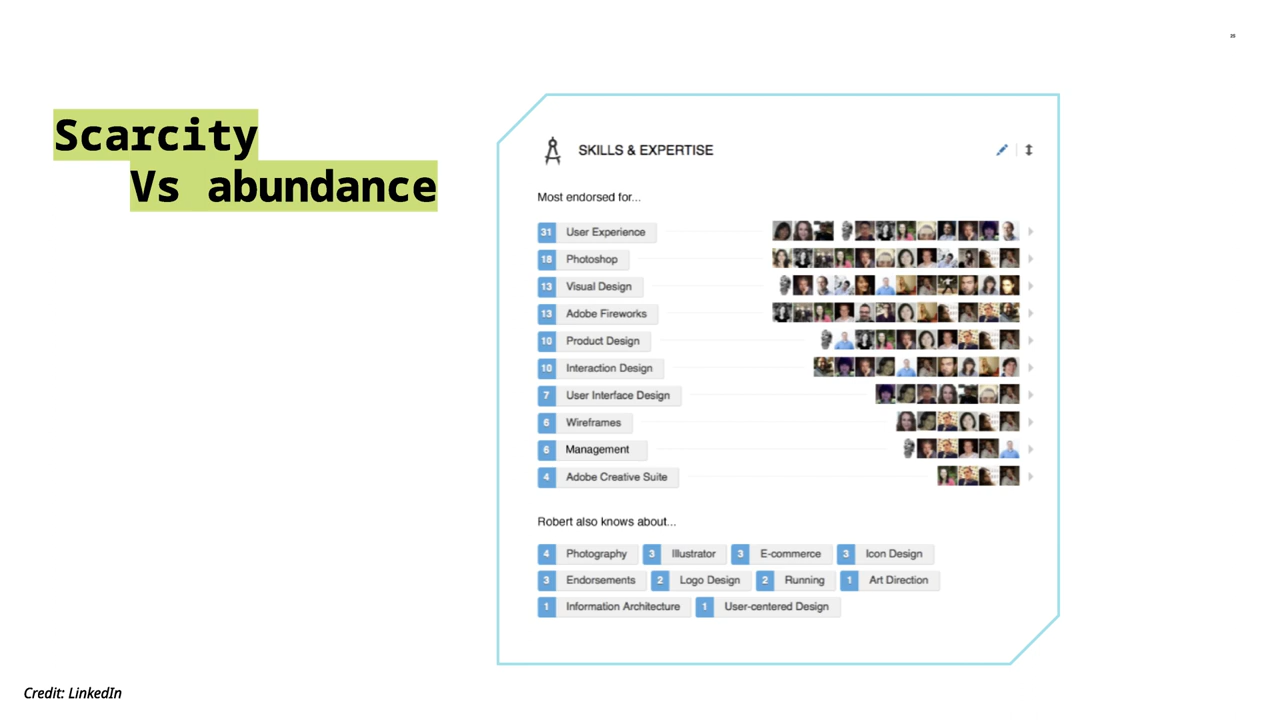 25
Scarcity
Vs abundance
SKILLS & EXPERTISE
Most endorsed for...
31 User Experience
18 Photoshop
13 Visual Design
13 Adobe Fireworks
10 Product Design
10 Interaction Design
7 User Interface Design
6 Wireframes
6 Management
4 Adobe Creative Suite
Robert also knows about...
4 Photography 3 Illustrator 3 E-commerce 3 Icon Design
3 Endorsements 2 Logo Design 2 Running 1 Art Direction
1 Information Architecture 1 User-centered Design
Credit: LinkedIn